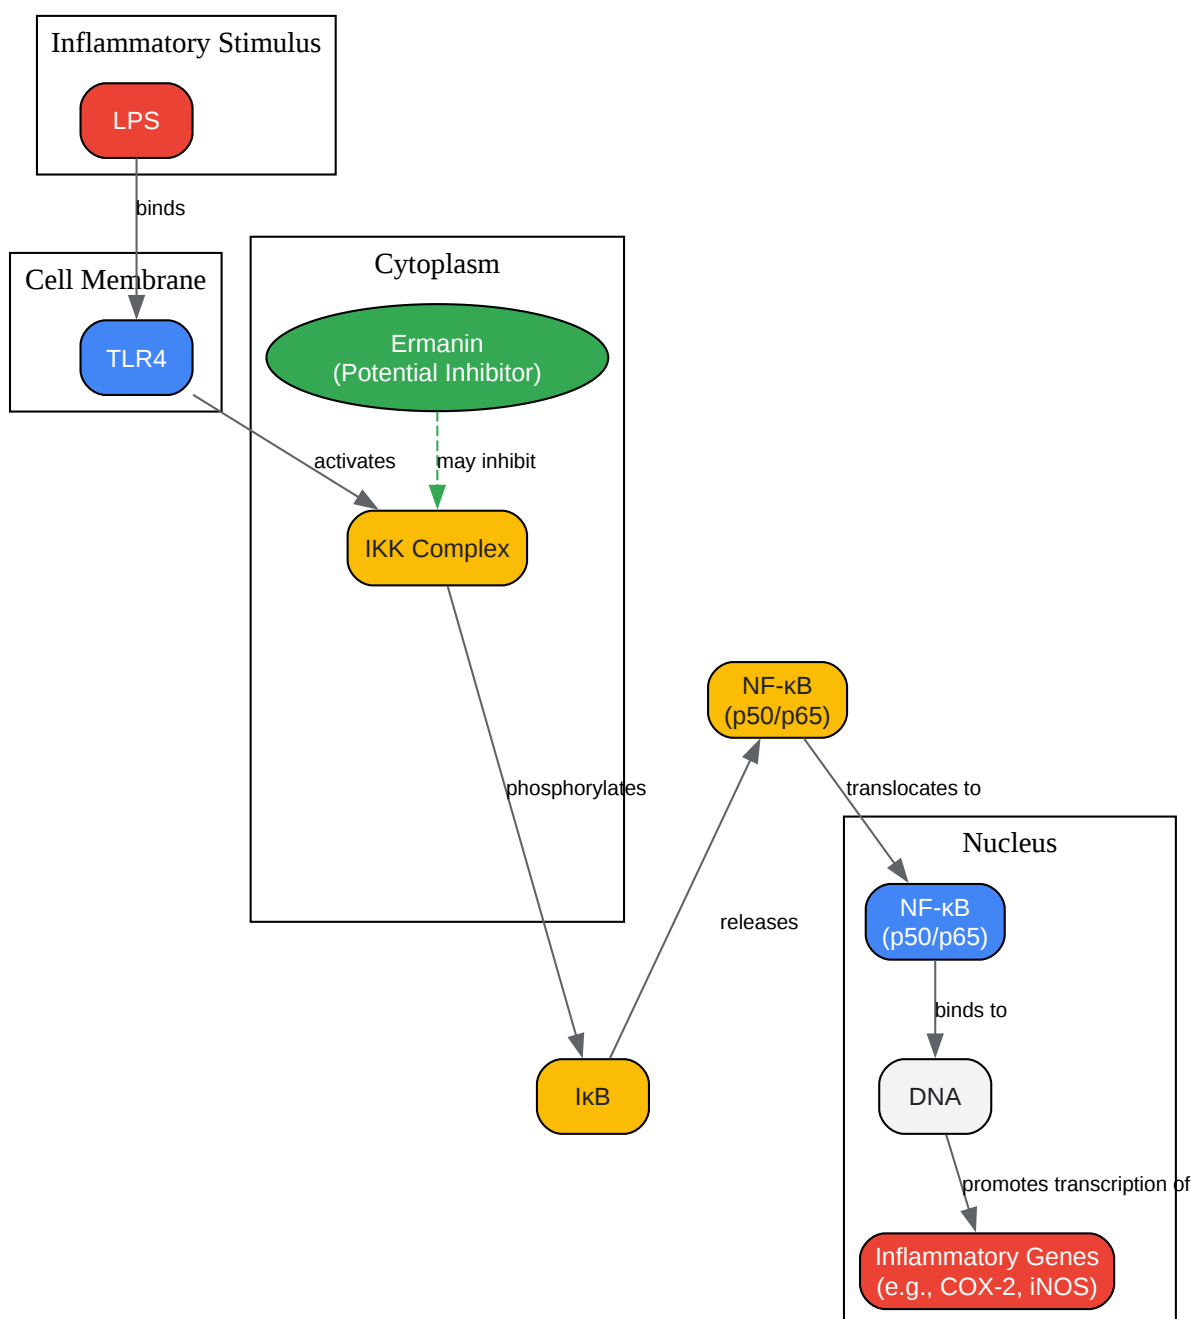 Inflammatory Stimulus
LPS
binds
Cell Membrane
TLR4
Cytoplasm
Ermanin
(Potential Inhibitor)
activates
may inhibit
IKK Complex
phosphorylates
NF-κB
(p50/p65)
translocates to
releases
IκB
Nucleus
NF-κB
(p50/p65)
binds to
DNA
promotes transcription of
Inflammatory Genes
(e.g., COX-2, iNOS)